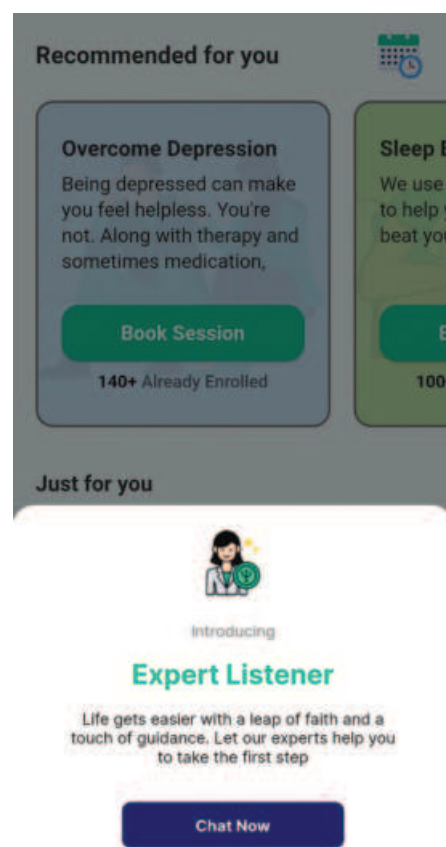 Recommended for you
Overcome Depression
Being depressed can make
you feel helpless. You're
not. Along with therapy and
sometimes medication,
Book Session
140+ Already Enrolled
Sleep
We use
to help
beat
100
Just for you
Introducing
Expert Listener
Life gets easier with a leap of faith and a
touch of guidance. Let our experts help you
to take the first step
Chat Now